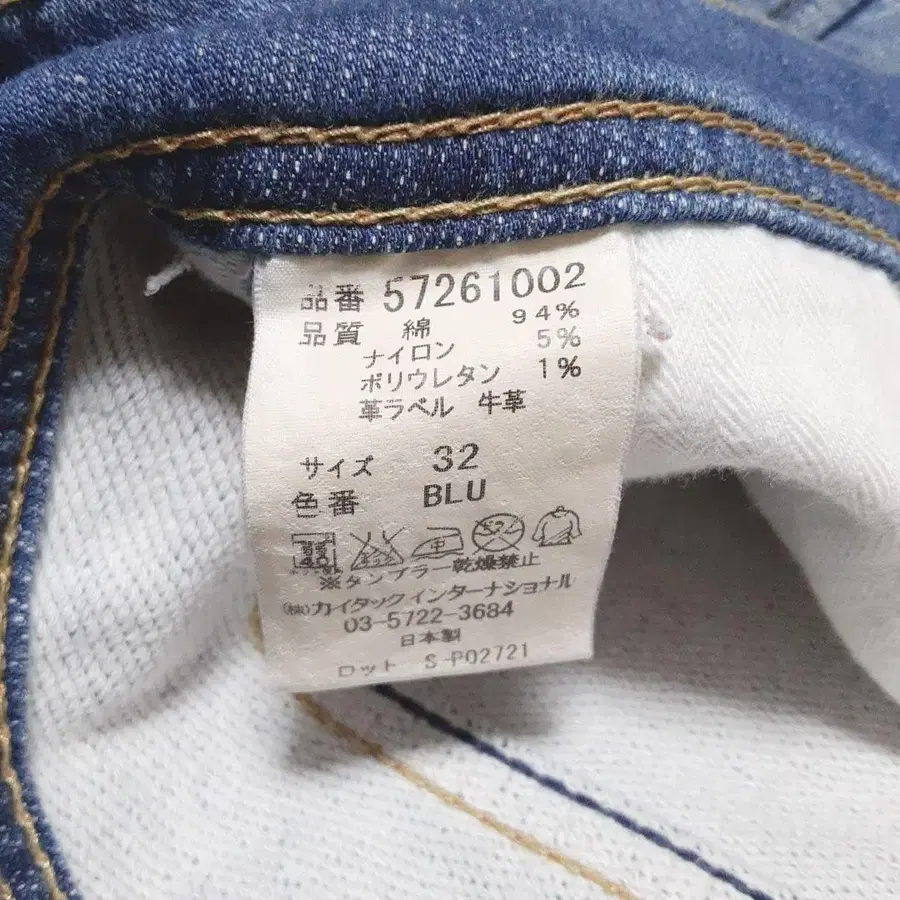 品番 57261002
品質 綿 94%
ナイロン 5%
ポリウレタン 1%
革ラベル 牛革
サイズ 32
色番 BLU
中
※タンブラー乾燥禁止
㈱カイタックインターナショナル
03-5722-3684
日本製
ロット S-P02721